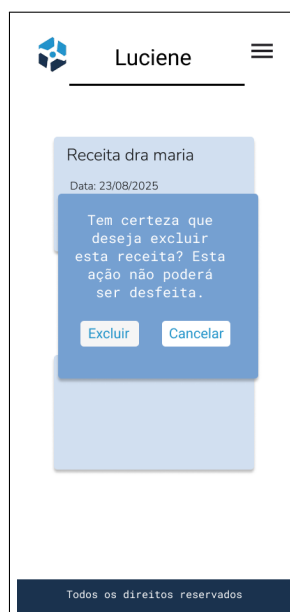 Luciene
Receita dra maria
Data: 23/08/2025
Tem certeza que
deseja excluir
esta receita? Esta
ação não poderá
ser desfeita.
Excluir
Cancelar
Todos os direitos reservados